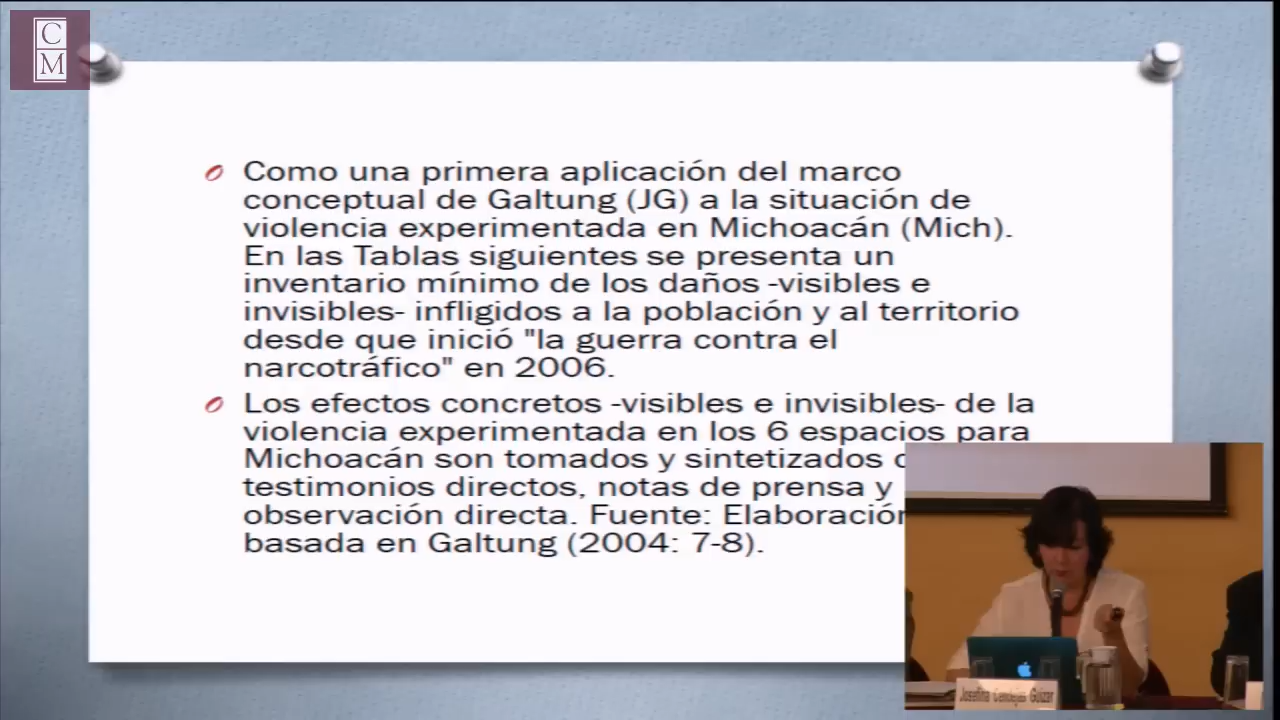 C
M
Como una primera aplicación del marco
conceptual de Galtung (JG) a la situación de
violencia experimentada en Michoacán (Mich).
En las Tablas siguientes se presenta un
inventario mínimo de los daños -visibles e
invisibles- infligidos a la población y al territorio
desde que inició "la guerra contra el
narcotráfico" en 2006.
Los efectos concretos -visibles e invisibles- de la
violencia experimentada en los 6 espacios para
Michoacán son tomados y sintetizados
testimonios directos, notas de prensa y
observación directa. Fuente: Elaboración
basada en Galtung (2004: 7-8).
Josefina Cendejas Guízar